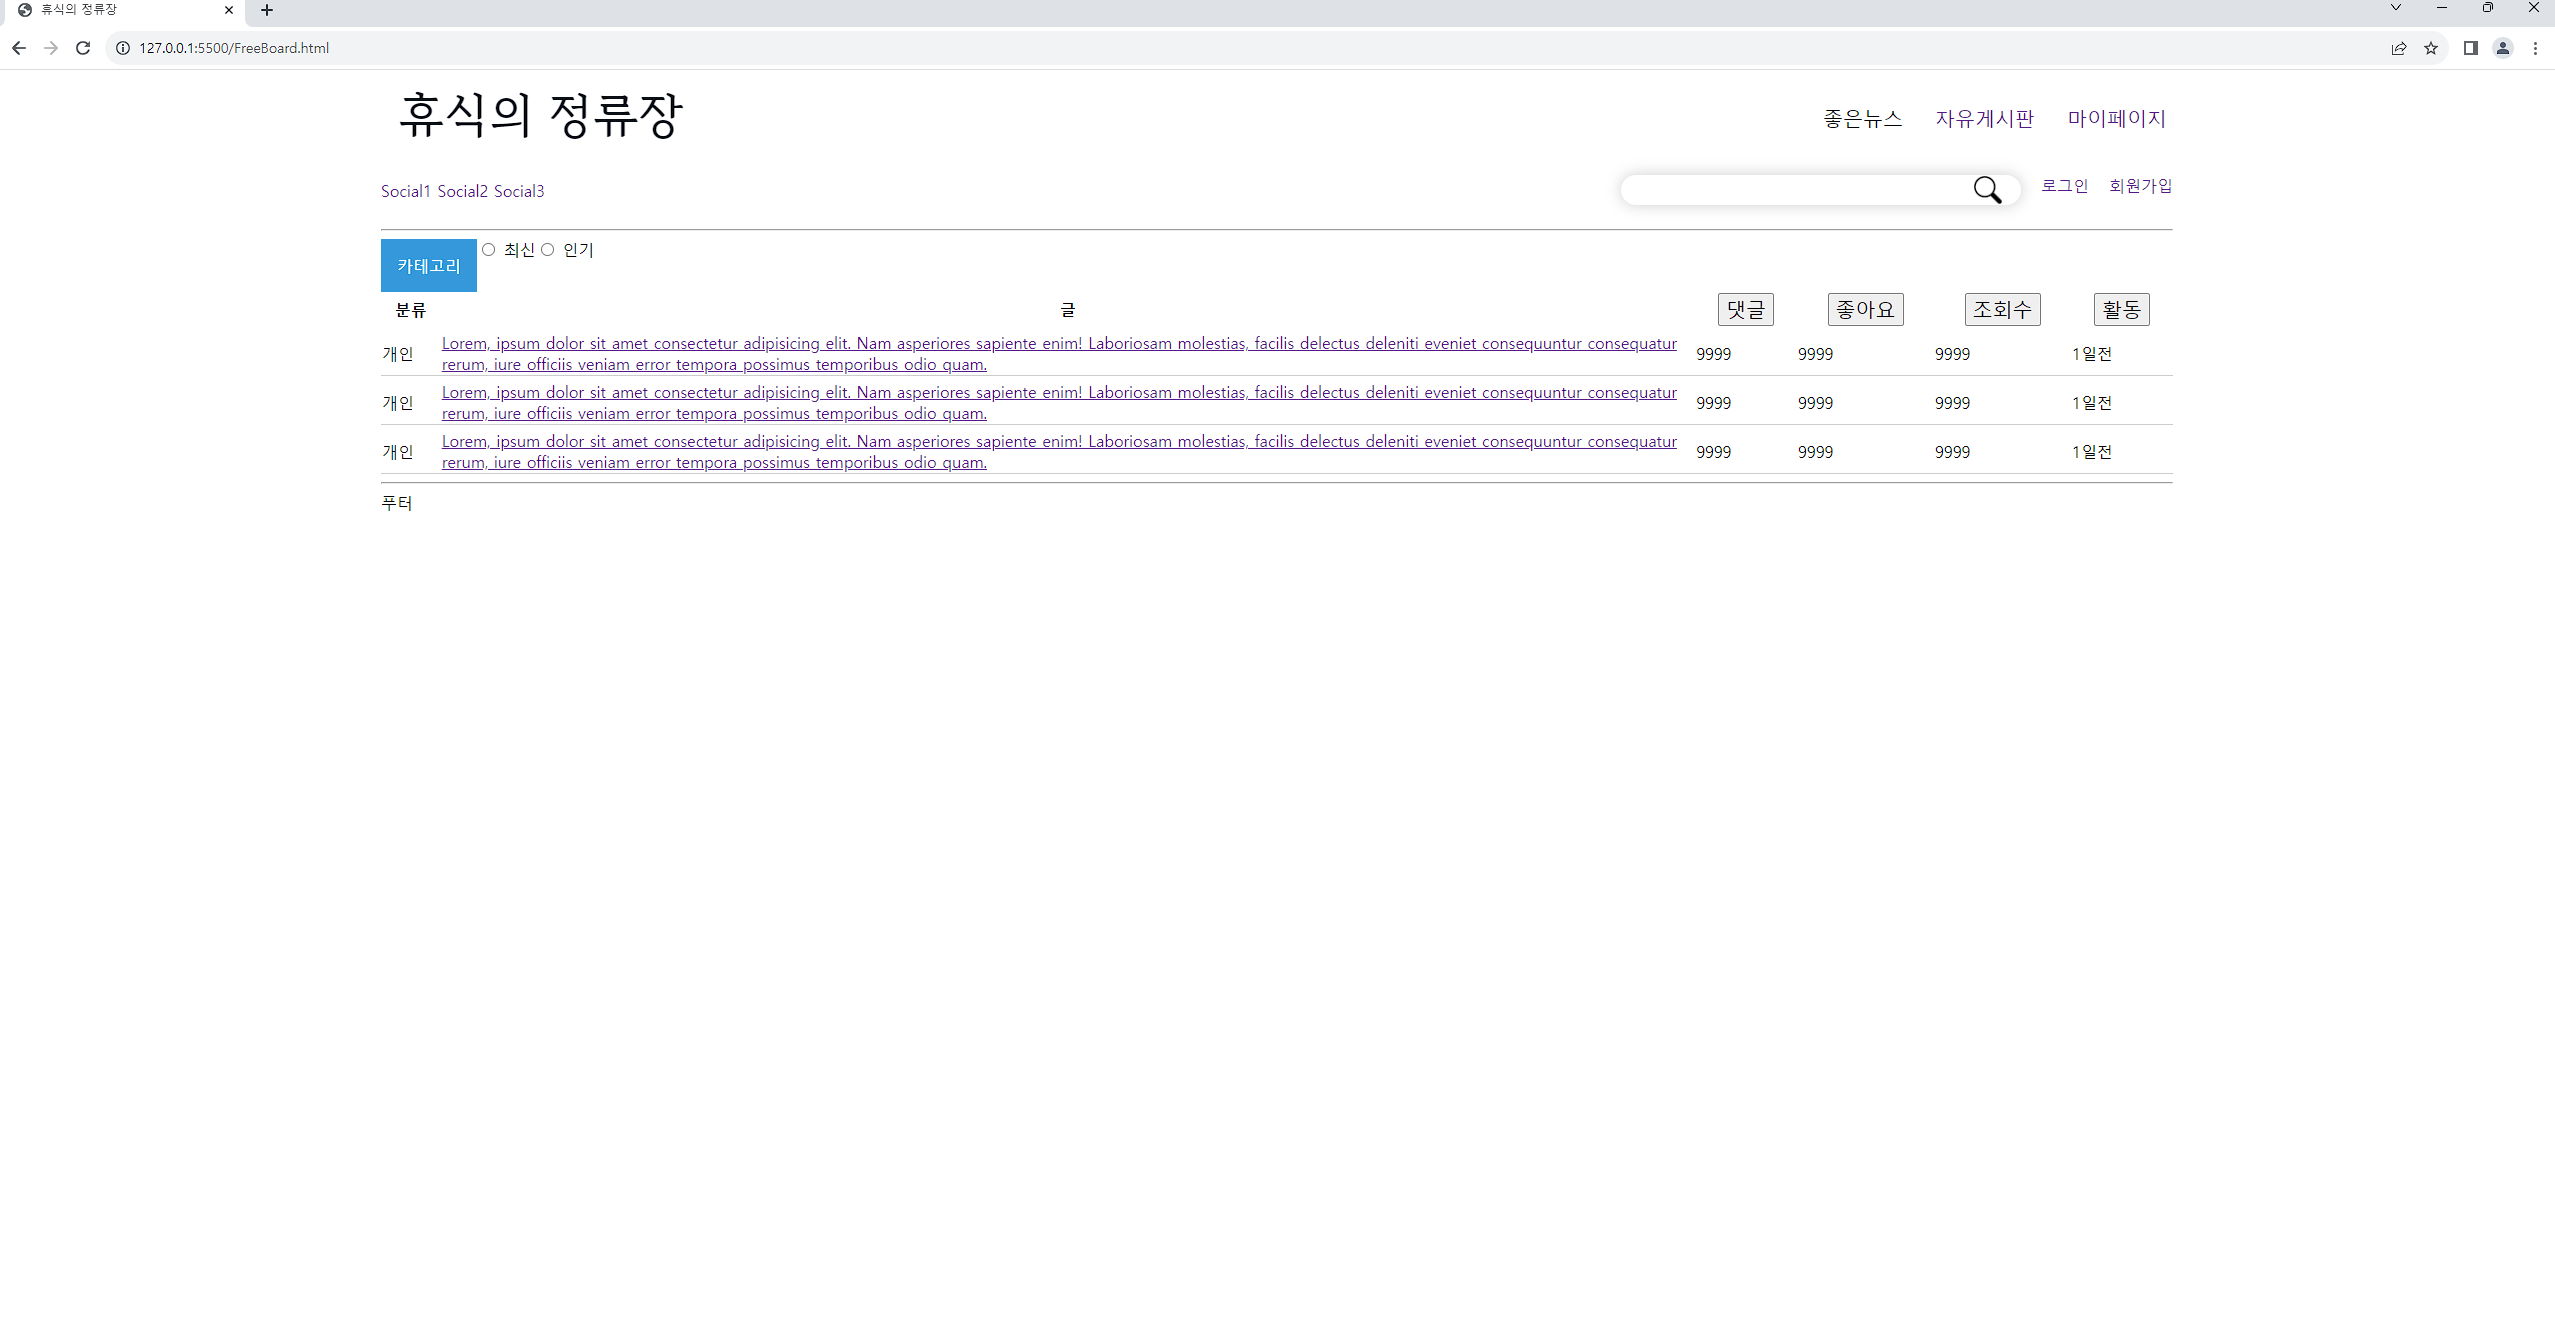 휴식의 정류장
127.0.0.1:5500/FreeBoard.html
휴식의 정류장
좋은뉴스 자유게시판 마이페이지
Social1 Social2 Social3
로그인 회원가입
카테고리 최신 인기
분류 글 댓글 좋아요 조회수 활동
개인 Lorem, ipsum dolor sit amet consectetur adipisicing elit. Nam asperiores sapiente enim! Laboriosam molestias, facilis delectus deleniti eveniet consequuntur consequatur
rerum, iure officiis veniam error tempora possimus temporibus odio quam. 9999 9999 9999 1일전
개인 Lorem, ipsum dolor sit amet consectetur adipisicing elit. Nam asperiores sapiente enim! Laboriosam molestias, facilis delectus deleniti eveniet consequuntur consequatur
rerum, iure officiis veniam error tempora possimus temporibus odio quam. 9999 9999 9999 1일전
개인 Lorem, ipsum dolor sit amet consectetur adipisicing elit. Nam asperiores sapiente enim! Laboriosam molestias, facilis delectus deleniti eveniet consequuntur consequatur
rerum, iure officiis veniam error tempora possimus temporibus odio quam. 9999 9999 9999 1일전
푸터